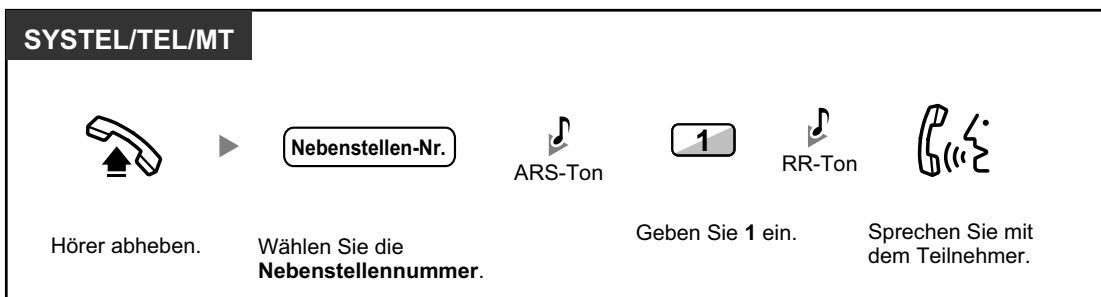 SYSTEL/TEL/MT
Nebenstellen-Nr.
ARS-Ton
1
RR-Ton
Hörer abheben.
Wählen Sie die
Nebenstellennummer.
Geben Sie 1 ein.
Sprechen Sie mit
dem Teilnehmer.